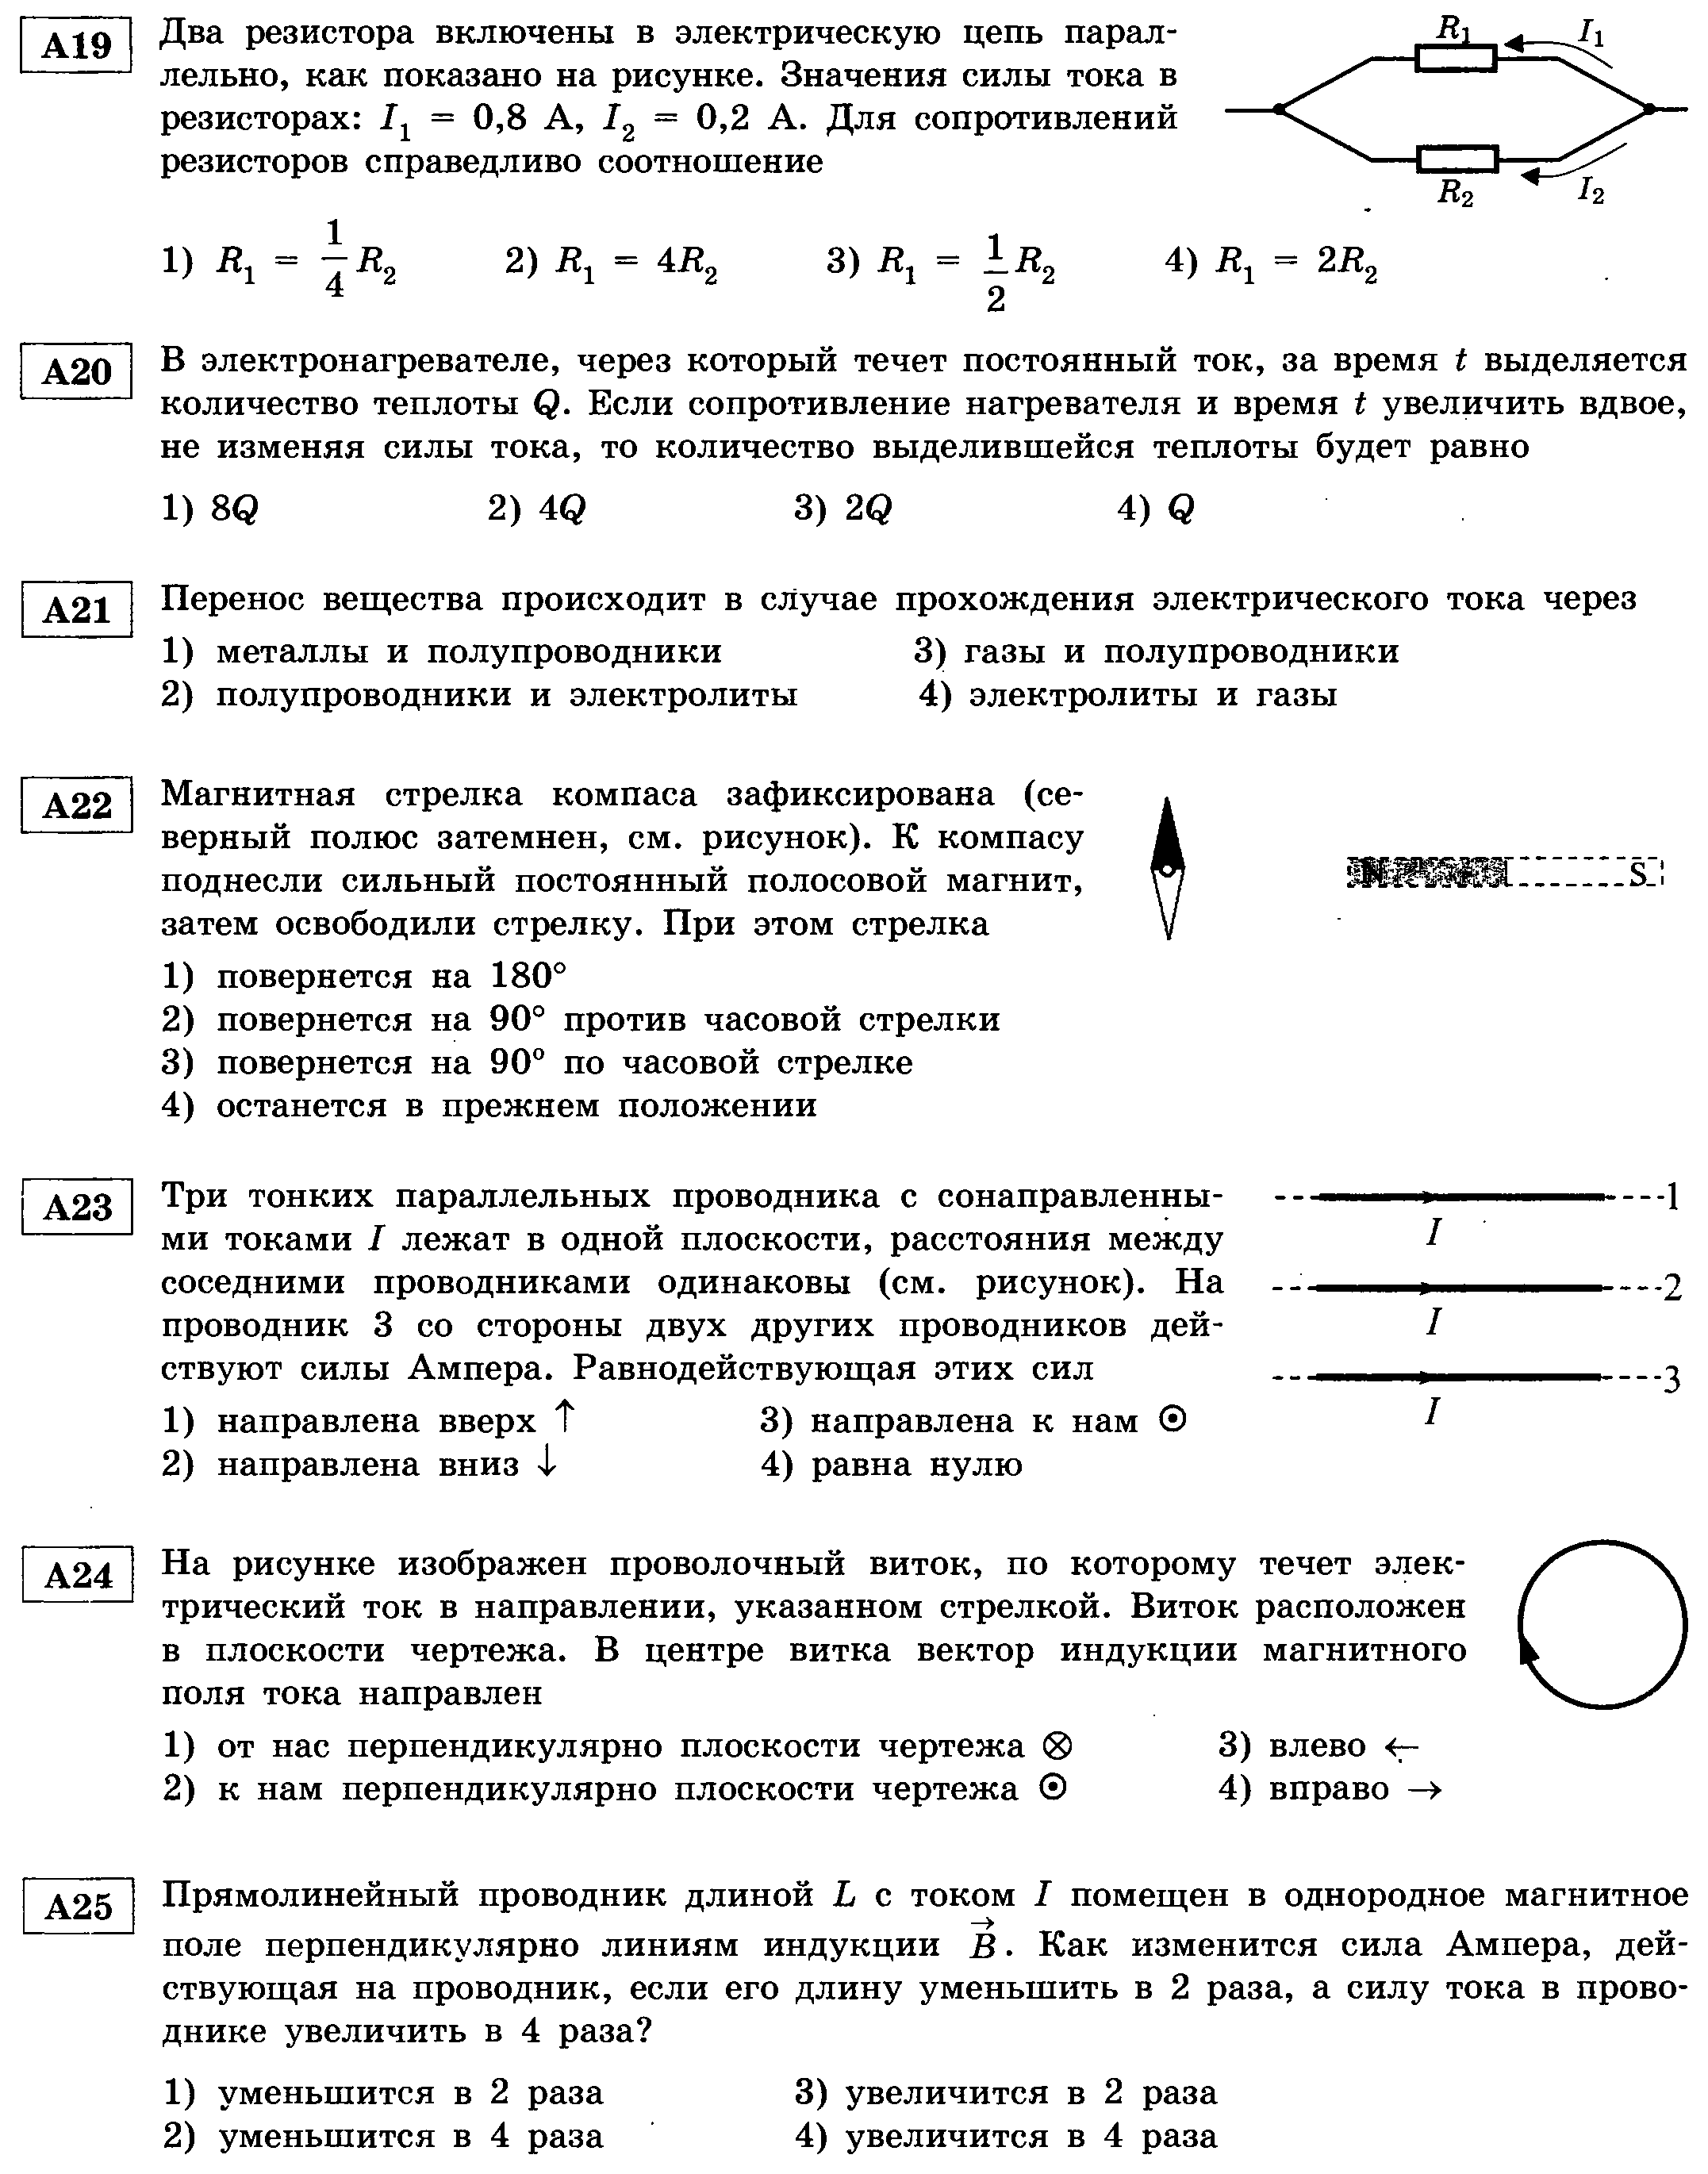 А19
Два резистора включены в электрическую цепь парал-
лельно, как показано на рисунке. Значения силы тока в
резисторах: I₁ = 0,8 А, I₂ = 0,2 А. Для сопротивлений
резисторов справедливо соотношение
R₁
I₁
R₂
I₂
1) R₁ = 1/4 R₂ 2) R₁ = 4R₂ 3) R₁ = 1/2 R₂ 4) R₁ = 2R₂
А20
В электронагревателе, через который течет постоянный ток, за время t выделяется
количество теплоты Q. Если сопротивление нагревателя и время t увеличить вдвое,
не изменяя силы тока, то количество выделившейся теплоты будет равно
1) 8Q 2) 4Q 3) 2Q 4) Q
А21
Перенос вещества происходит в случае прохождения электрического тока через
1) металлы и полупроводники 3) газы и полупроводники
2) полупроводники и электролиты 4) электролиты и газы
А22
Магнитная стрелка компаса зафиксирована (се-
верный полюс затемнен, см. рисунок). К компасу
поднесли сильный постоянный полосовой магнит,
затем освободили стрелку. При этом стрелка
N S
1) повернется на 180°
2) повернется на 90° против часовой стрелки
3) повернется на 90° по часовой стрелке
4) останется в прежнем положении
А23
Три тонких параллельных проводника с сонаправленны-
ми токами I лежат в одной плоскости, расстояния между
соседними проводниками одинаковы (см. рисунок). На
проводник 3 со стороны двух других проводников дей-
ствуют силы Ампера. Равнодействующая этих сил
1
I
2
I
3
I
1) направлена вверх ↑ 3) направлена к нам ⊙
2) направлена вниз ↓ 4) равна нулю
А24
На рисунке изображен проволочный виток, по которому течет элек-
трический ток в направлении, указанном стрелкой. Виток расположен
в плоскости чертежа. В центре витка вектор индукции магнитного
поля тока направлен
1) от нас перпендикулярно плоскости чертежа ⊗ 3) влево ←
2) к нам перпендикулярно плоскости чертежа ⊙ 4) вправо →
А25
Прямолинейный проводник длиной L с током I помещен в однородное магнитное
поле перпендикулярно линиям индукции B⃗. Как изменится сила Ампера, дей-
ствующая на проводник, если его длину уменьшить в 2 раза, а силу тока в прово-
днике увеличить в 4 раза?
1) уменьшится в 2 раза 3) увеличится в 2 раза
2) уменьшится в 4 раза 4) увеличится в 4 раза